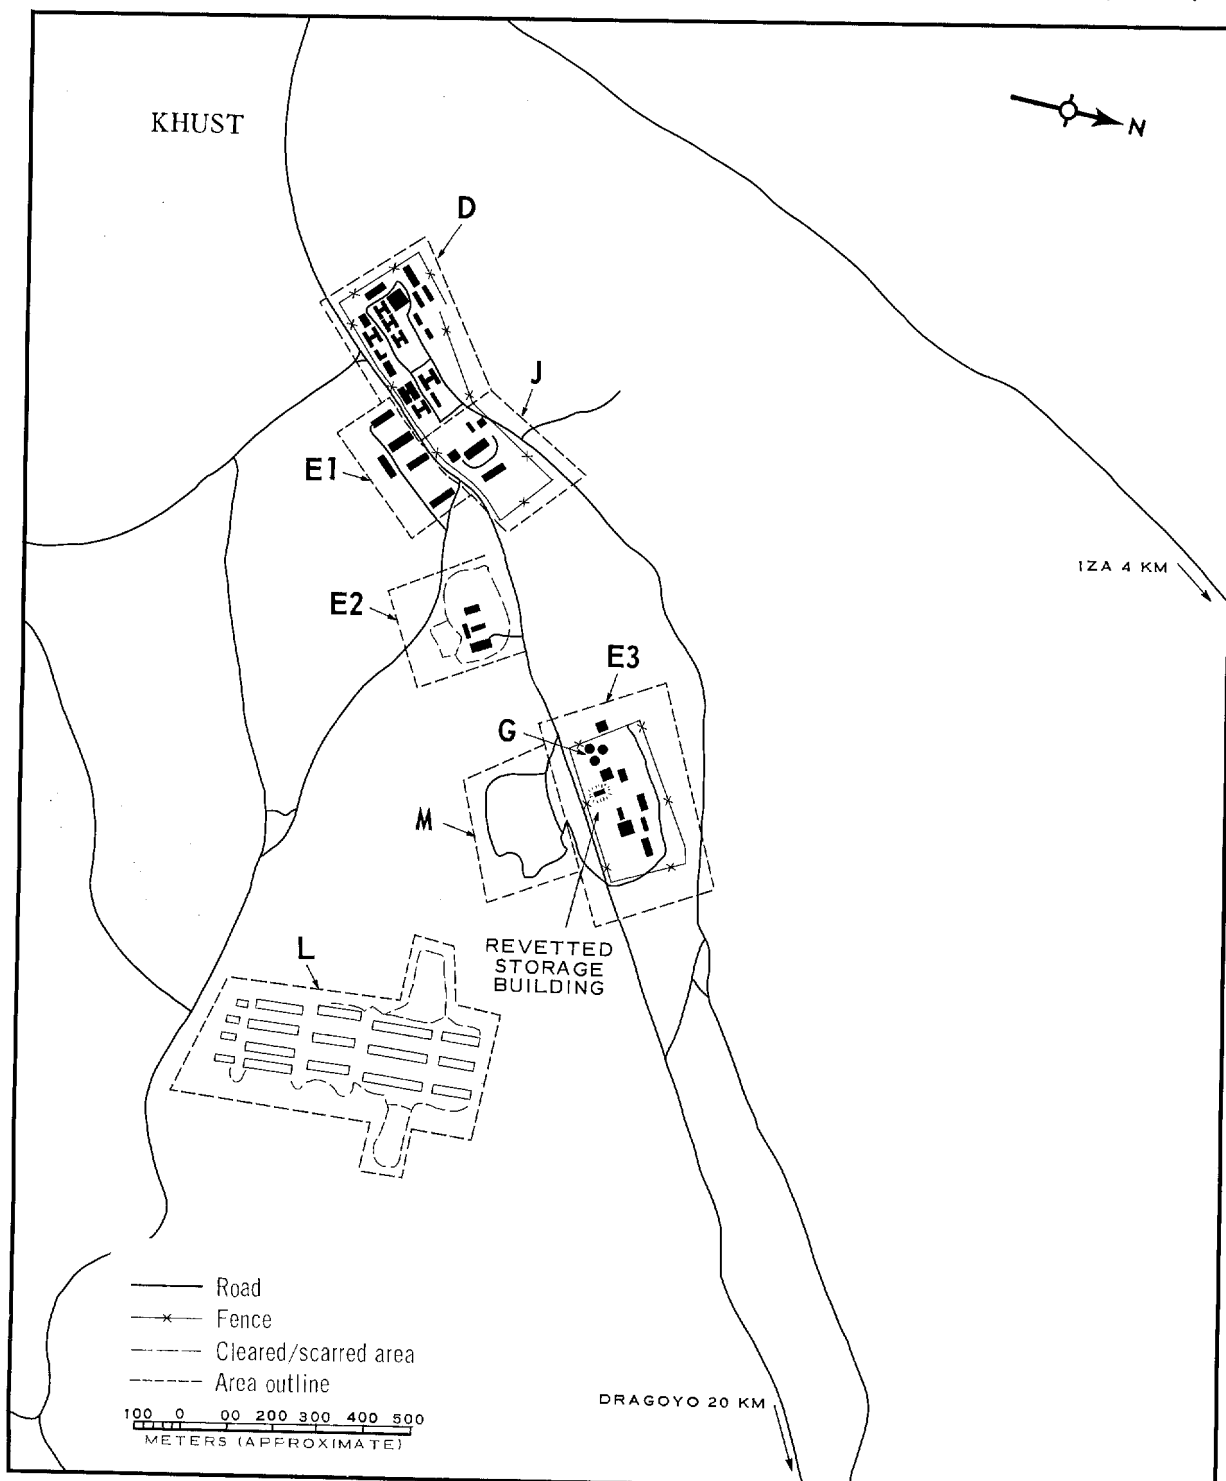 KHUST
N
D
J
E1
IZA 4 KM
E2
E3
G
M
REVETTED
STORAGE
BUILDING
L
Road
Fence
Cleared/scarred area
Area outline
100 0 00 200 300 400 500
METERS (APPROXIMATE)
DRAGOYO 20 KM